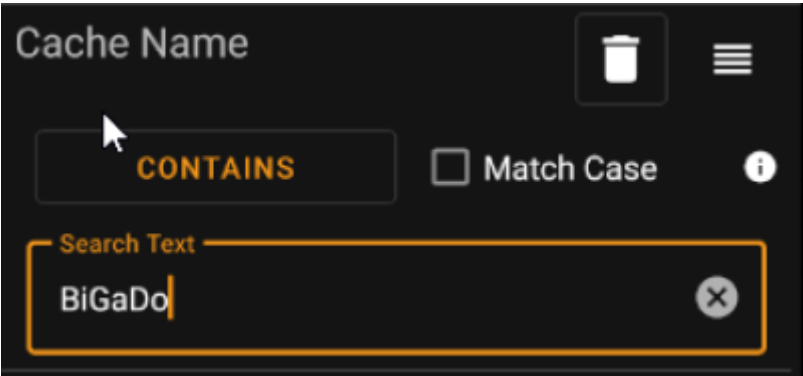 Cache Name
CONTAINS
Match Case
Search Text
BiGaDo